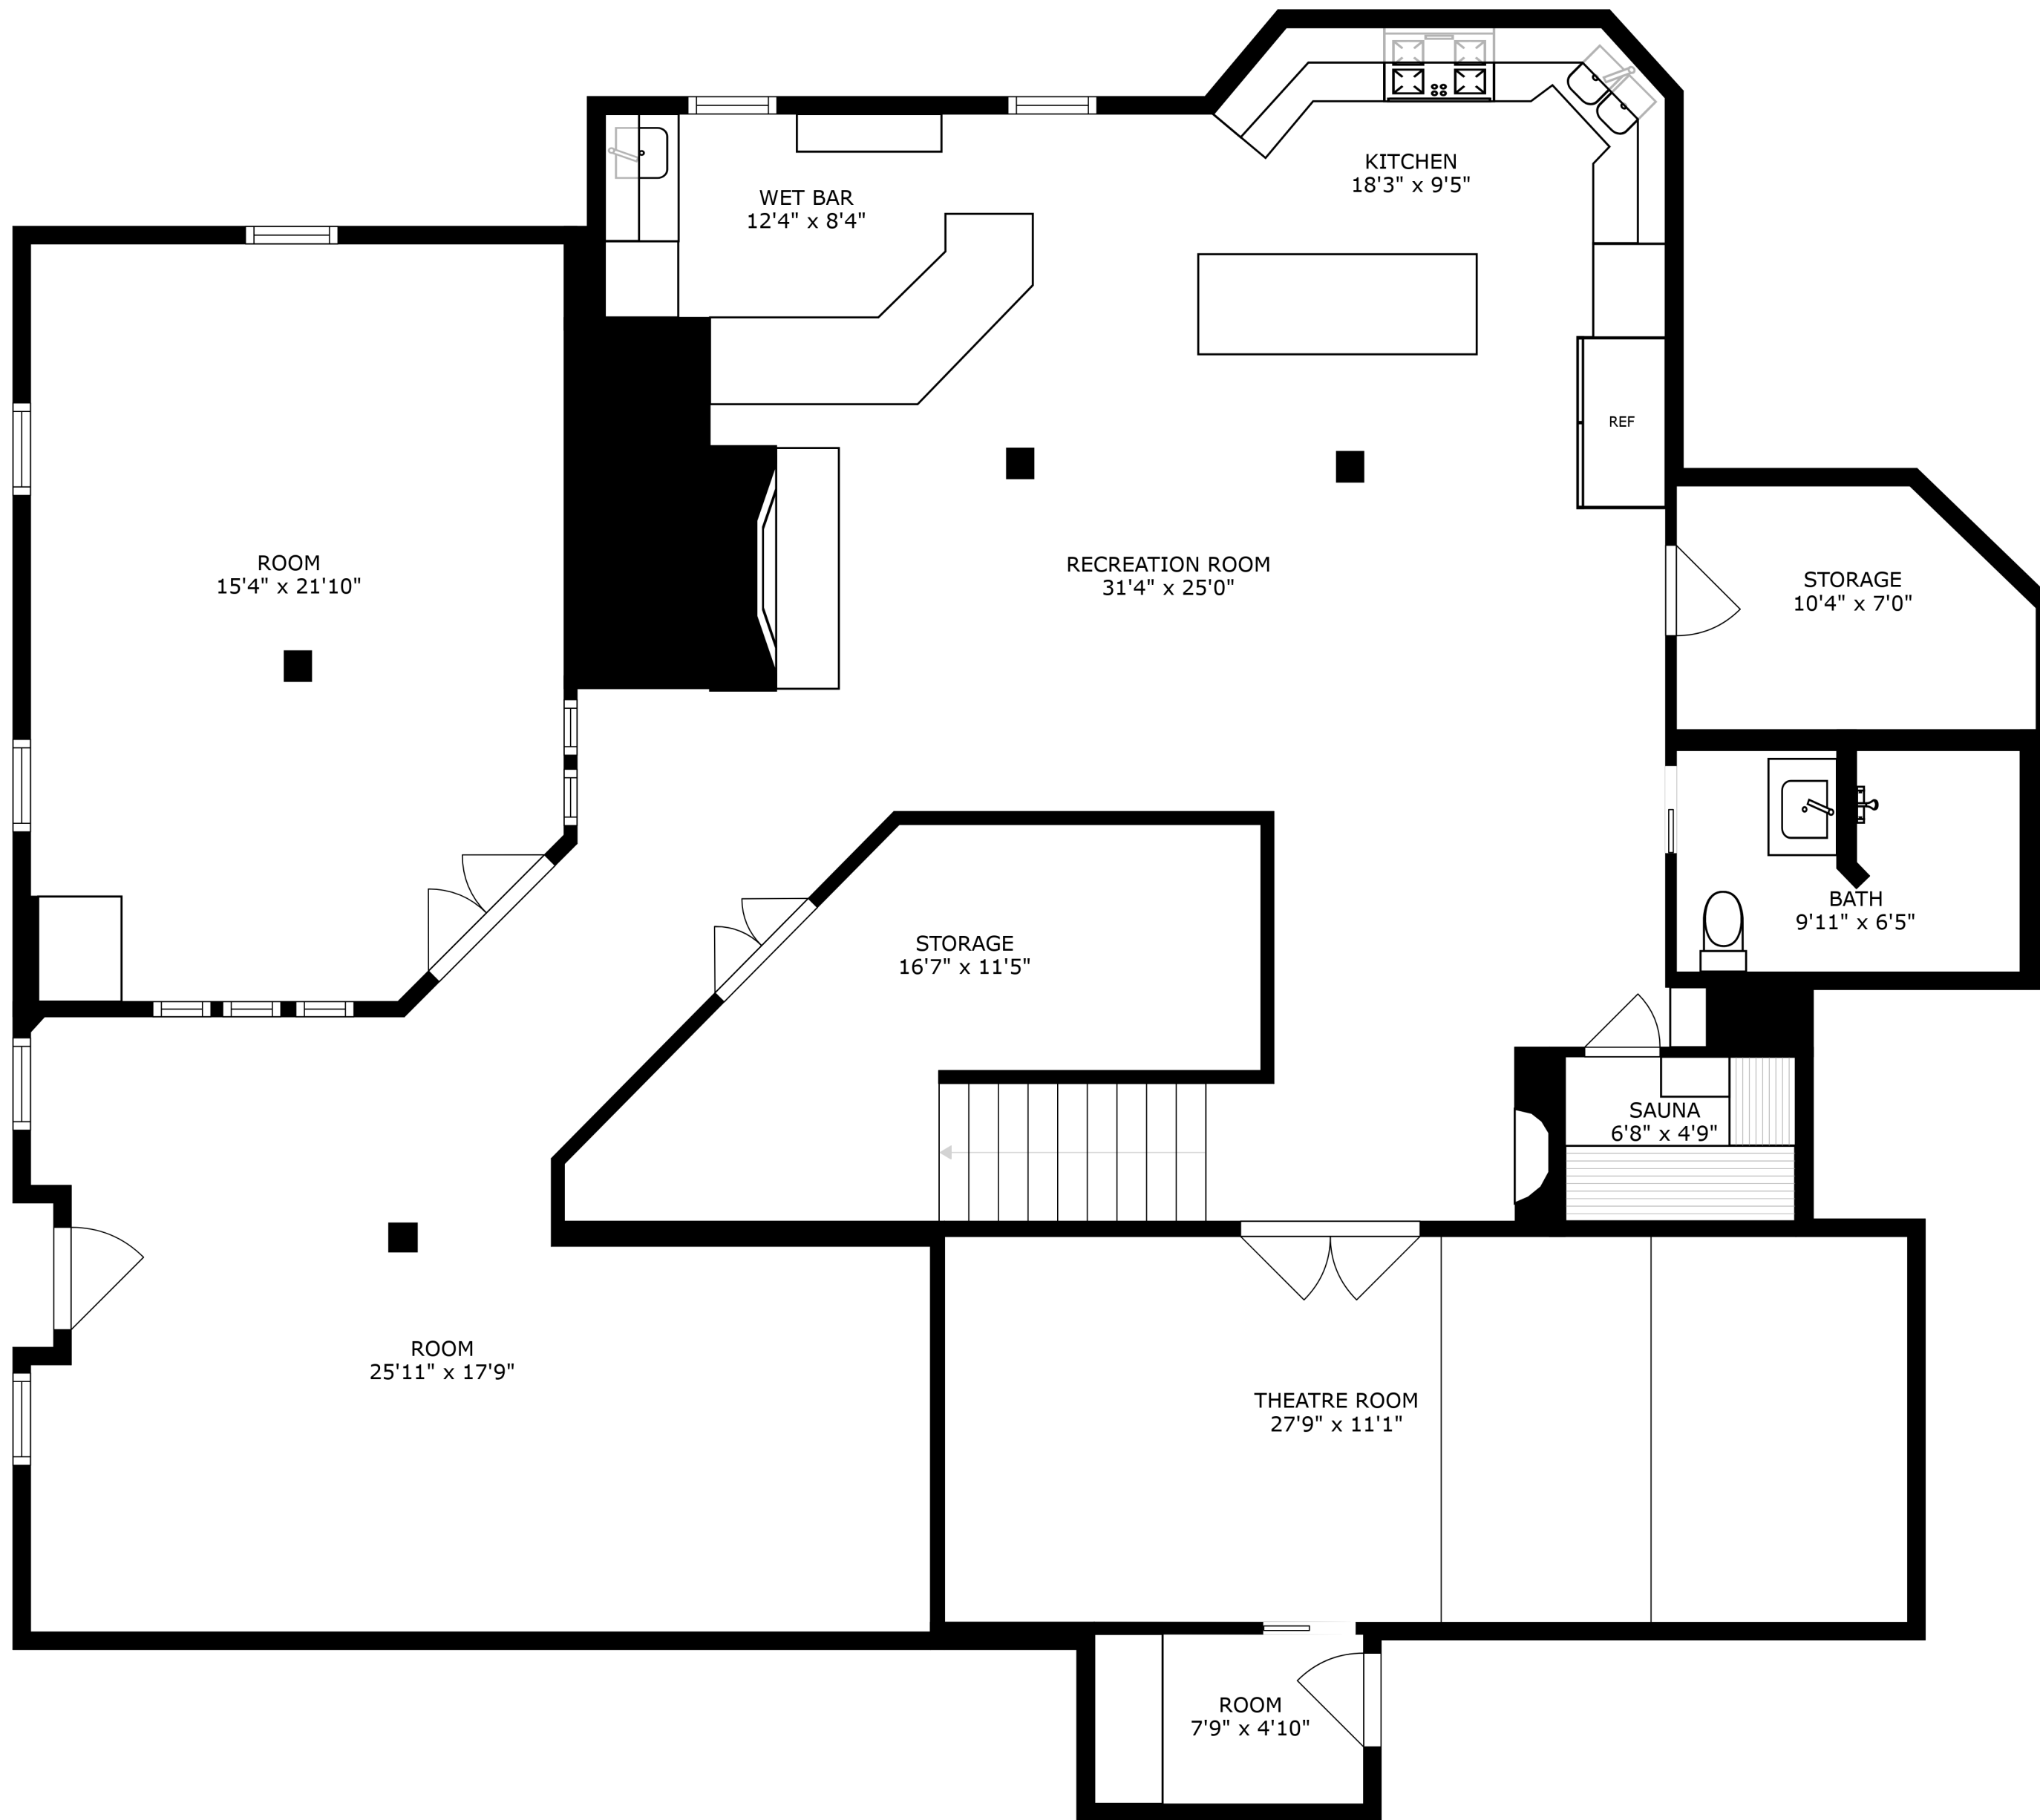 KITCHEN
18'3" x 9'5"
WET BAR
12'4" x 8'4"
REF
ROOM
15'4" x 21'10"
RECREATION ROOM
31'4" x 25'0"
STORAGE
10'4" x 7'0"
BATH
9'11" x 6'5"
STORAGE
16'7" x 11'5"
SAUNA
6'8" x 4'9"
ROOM
25'11" x 17'9"
THEATRE ROOM
27'9" x 11'1"
ROOM
7'9" x 4'10"